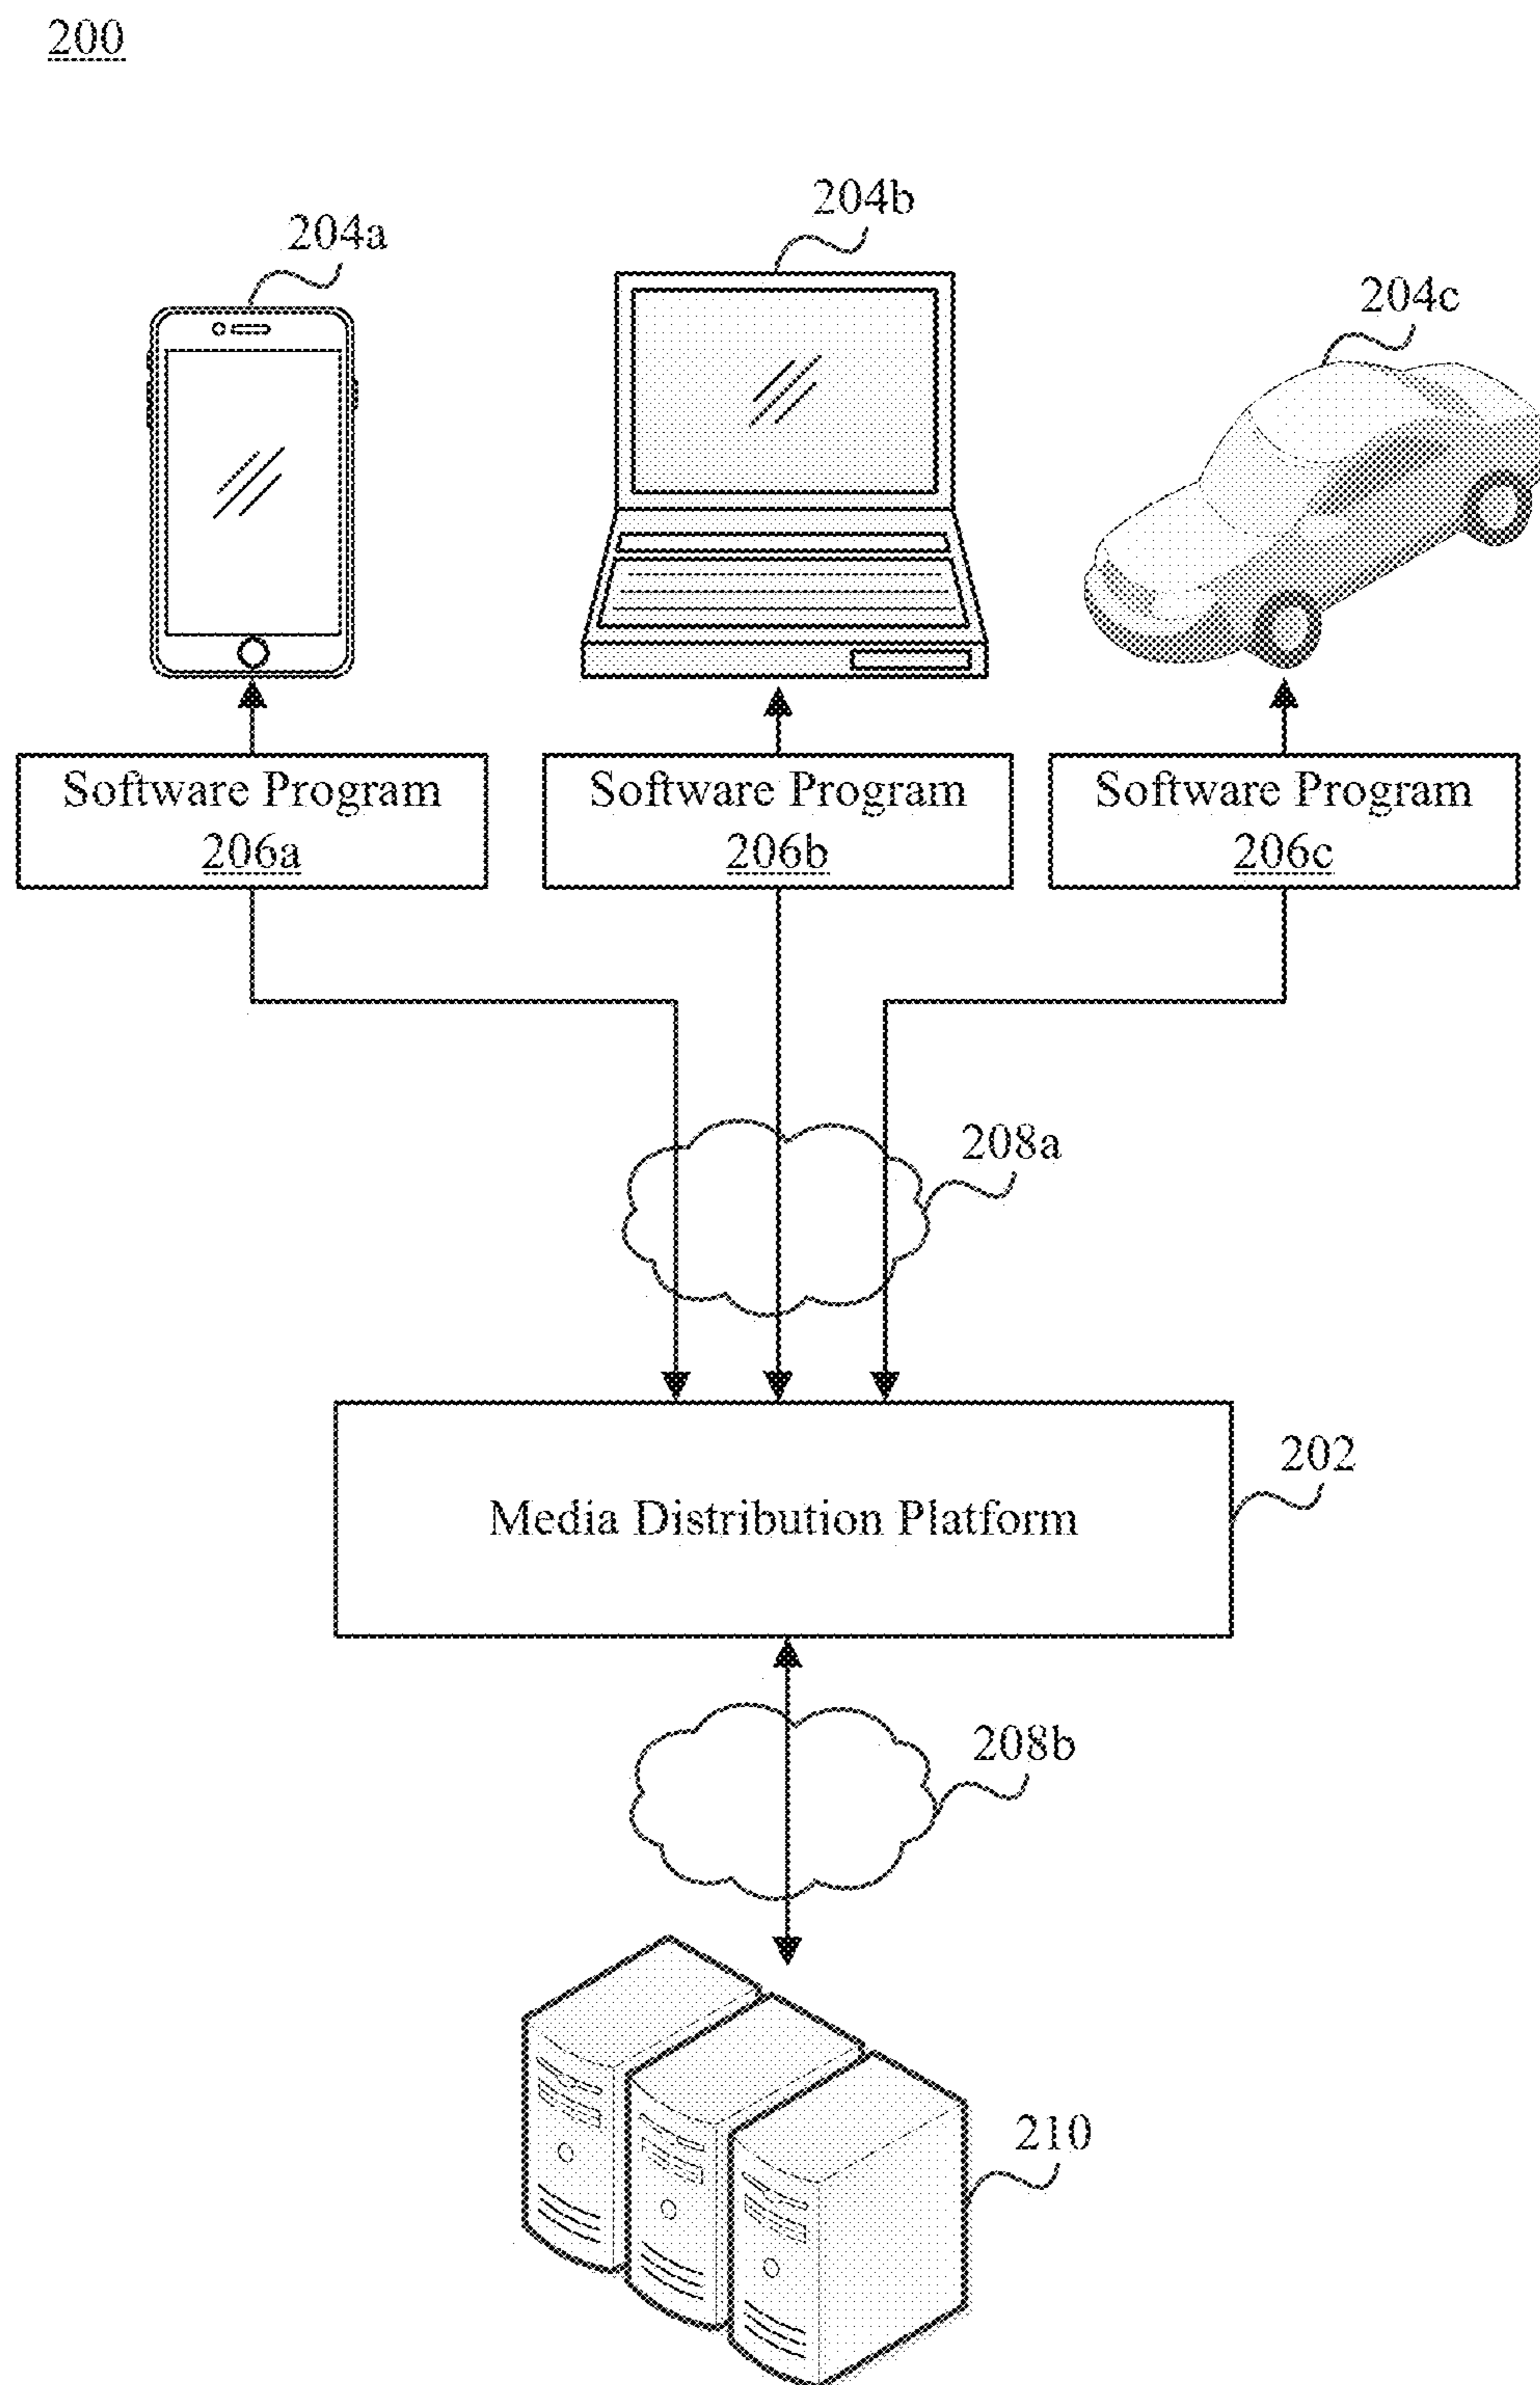 200
204a
204b
204c
Software Program
206a
Software Program
206b
Software Program
206c
208a
202
Media Distribution Platform
208b
210